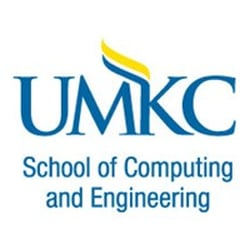 UMKC
School of Computing
and Engineering